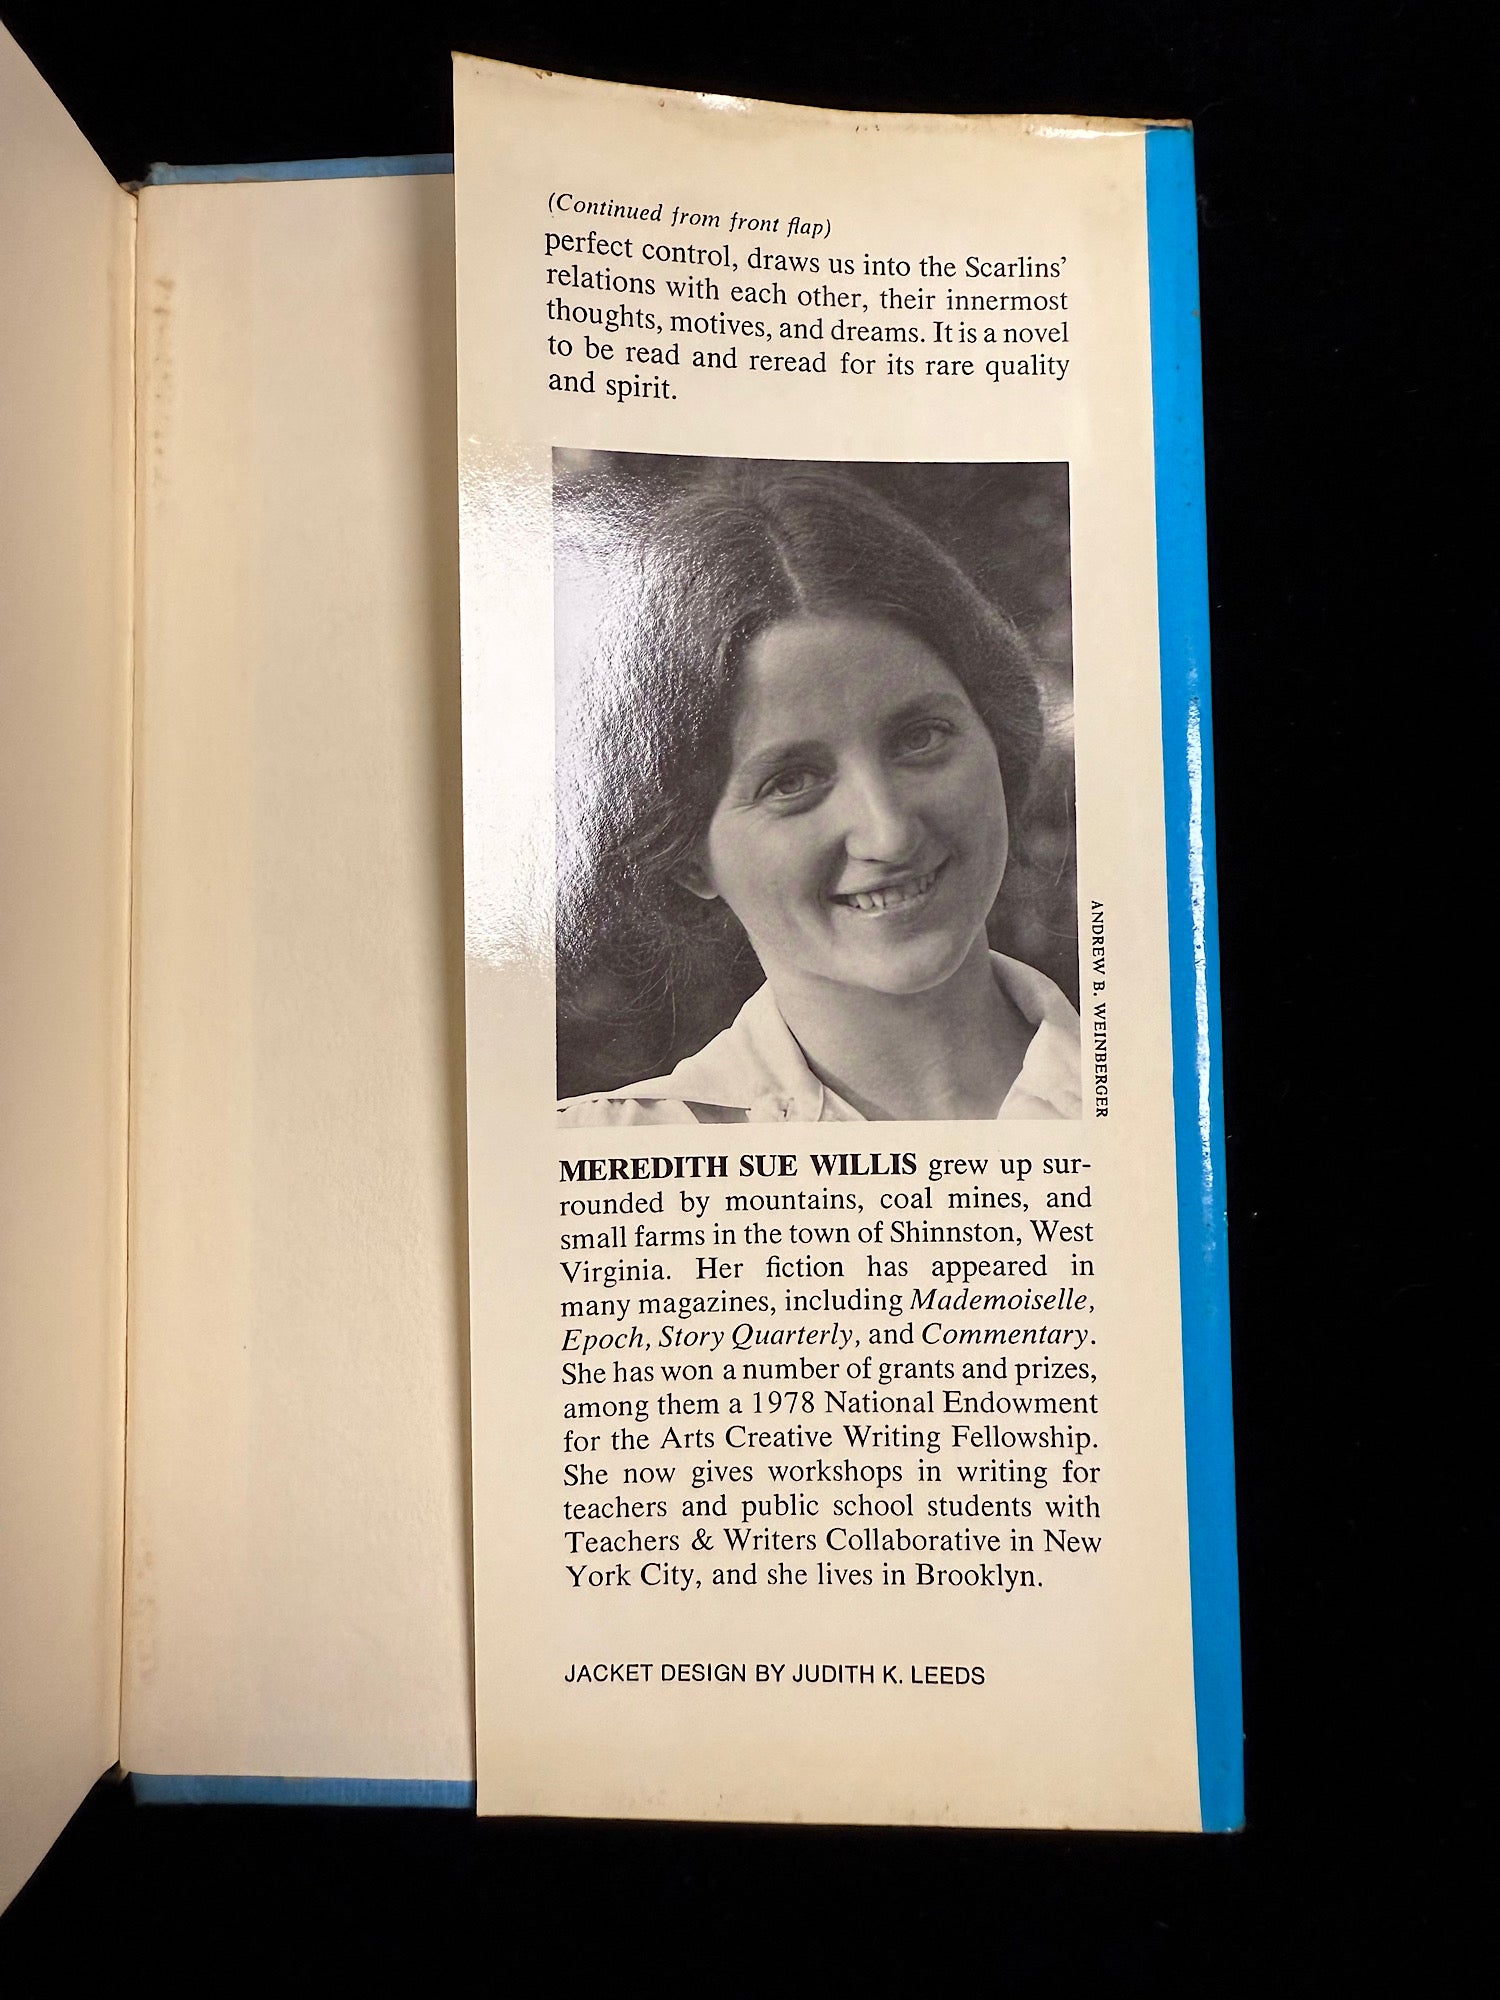 (Continued from front flap)
perfect control, draws us into the Scarlins’
relations with each other, their innermost
thoughts, motives, and dreams. It is a novel
to be read and reread for its rare quality
and spirit.
ANDREW B. WEINBERGER
MEREDITH SUE WILLIS grew up sur-
rounded by mountains, coal mines, and
small farms in the town of Shinnston, West
Virginia. Her fiction has appeared in
many magazines, including Mademoiselle,
Epoch, Story Quarterly, and Commentary.
She has won a number of grants and prizes,
among them a 1978 National Endowment
for the Arts Creative Writing Fellowship.
She now gives workshops in writing for
teachers and public school students with
Teachers & Writers Collaborative in New
York City, and she lives in Brooklyn.
JACKET DESIGN BY JUDITH K. LEEDS